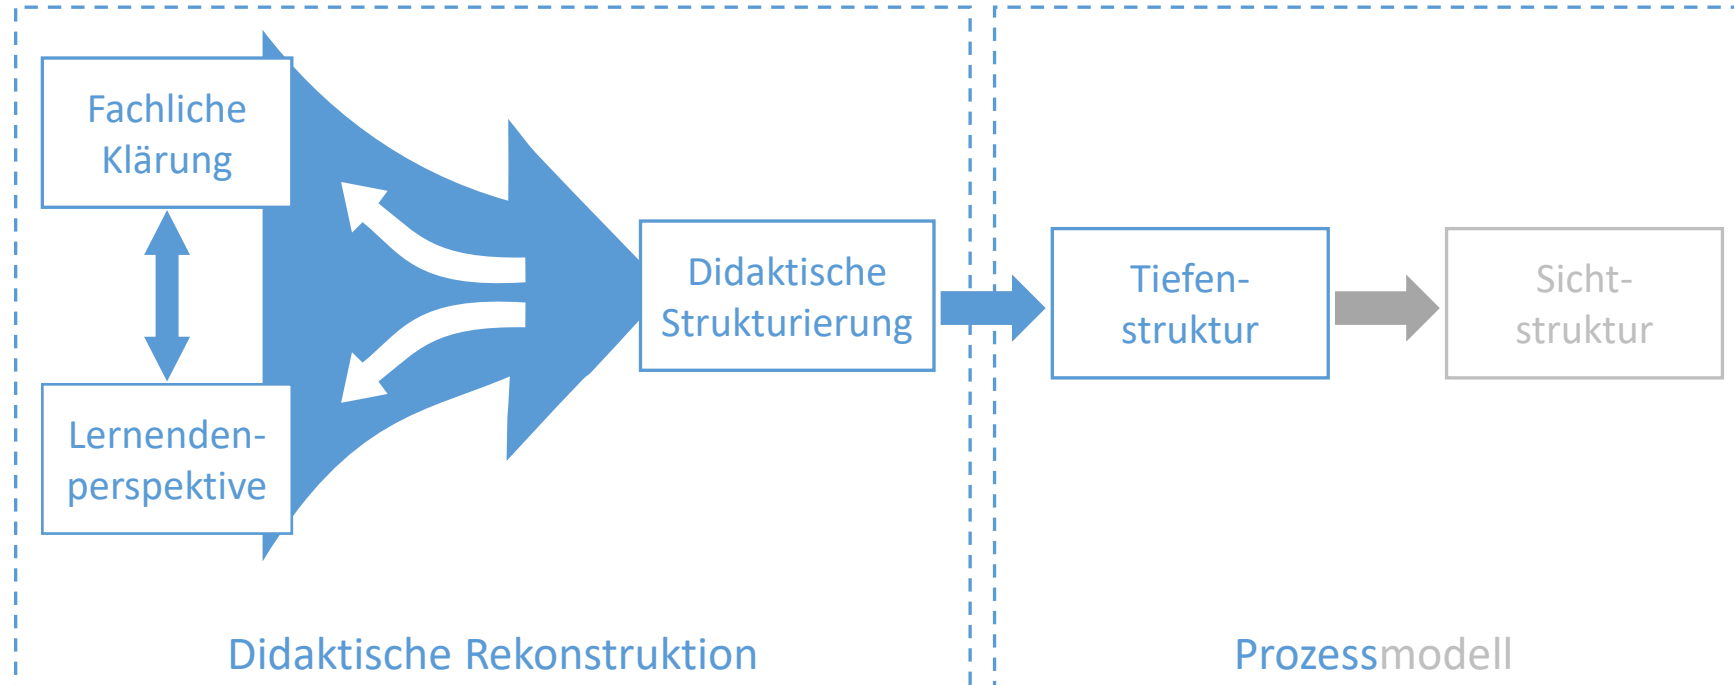 Fachliche
Klärung
Lernenden-
perspektive
Didaktische
Strukturierung
Tiefen-
struktur
Sicht-
struktur
Didaktische Rekonstruktion
Prozessmodell